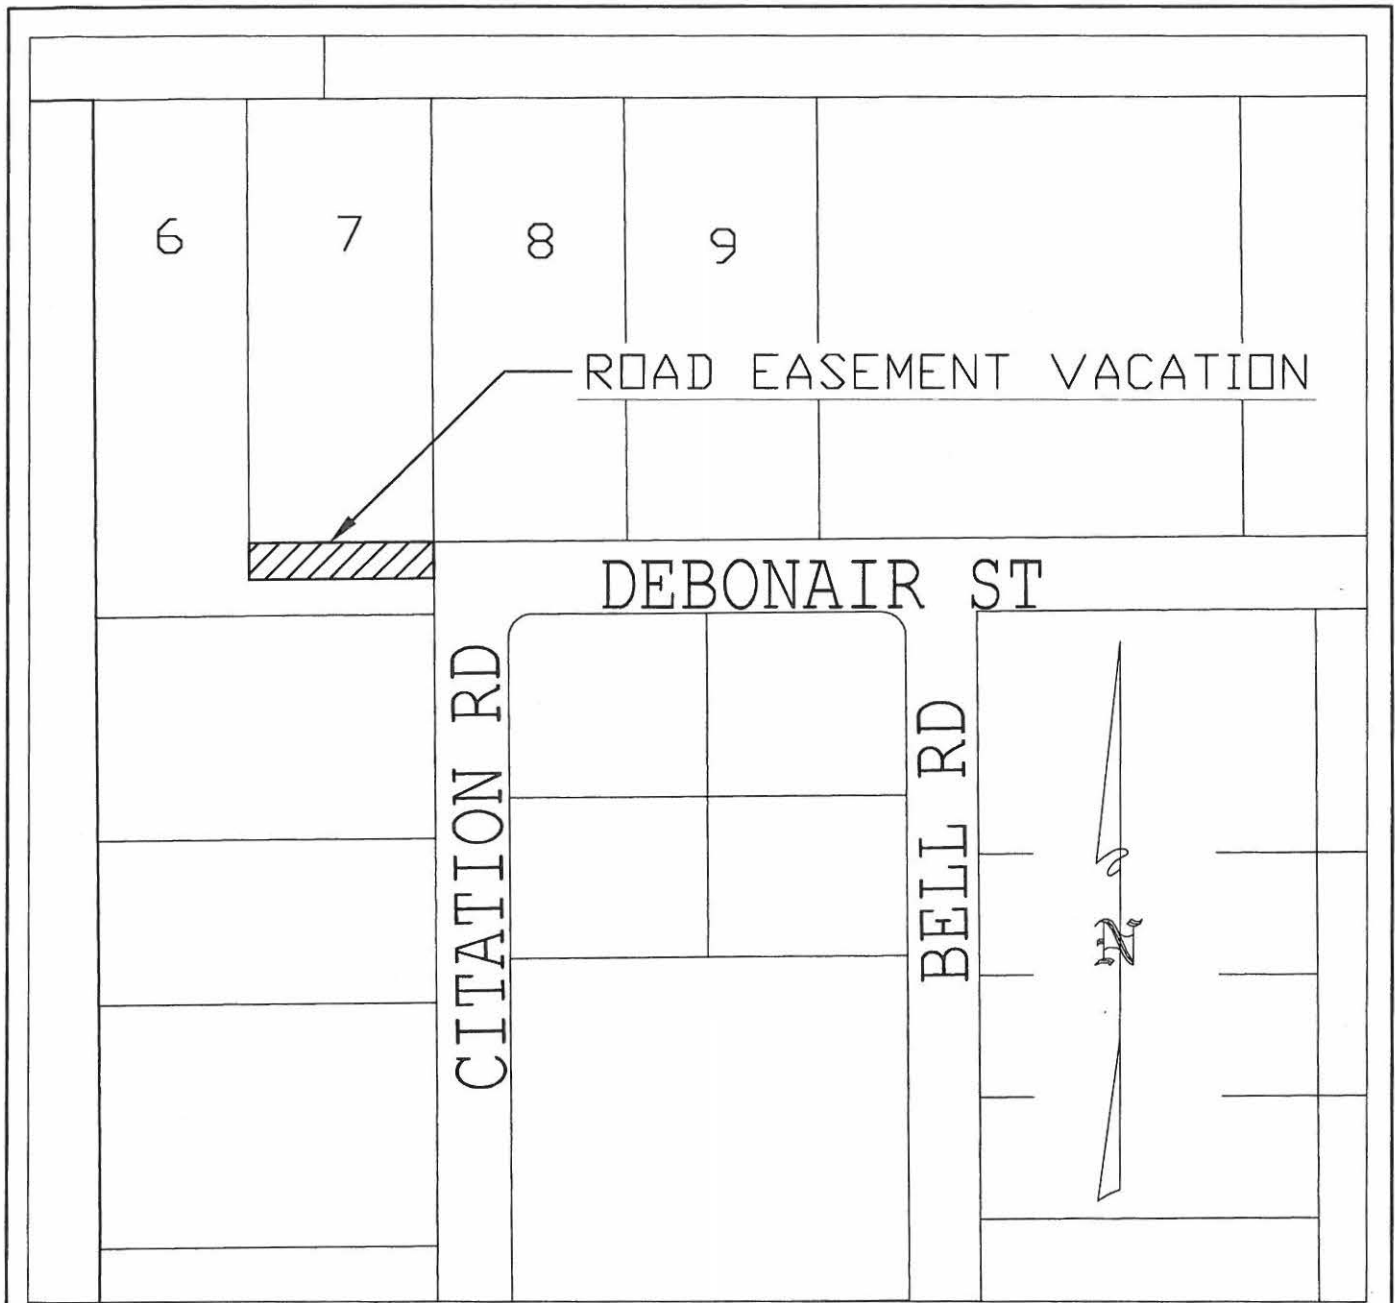 6 7 8 9
ROAD EASEMENT VACATION
DEBONAIR ST
CITATION RD
BELL RD
N